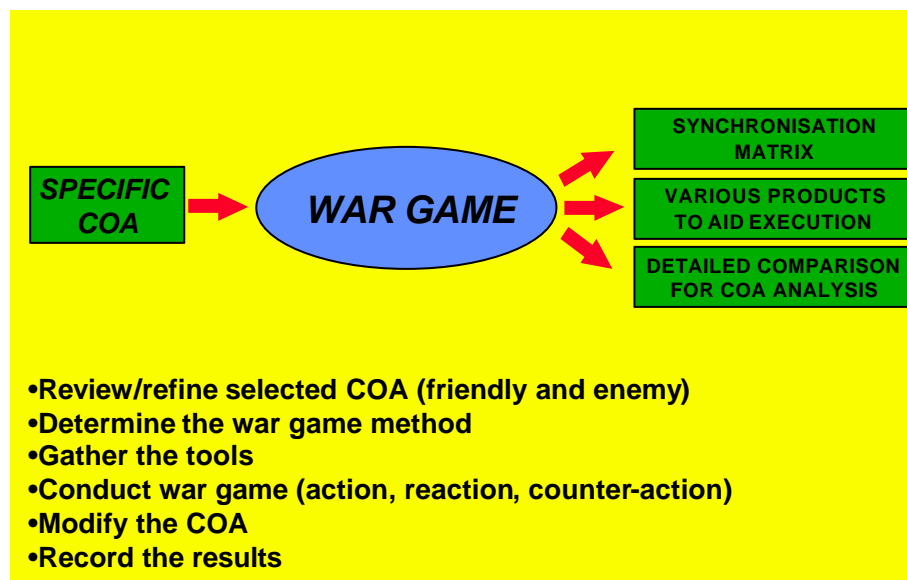 SPECIFIC
COA
WAR GAME
SYNCHRONISATION
MATRIX
VARIOUS PRODUCTS
TO AID EXECUTION
DETAILED COMPARISON
FOR COA ANALYSIS
•Review/refine selected COA (friendly and enemy)
•Determine the war game method
•Gather the tools
•Conduct war game (action, reaction, counter-action)
•Modify the COA
•Record the results